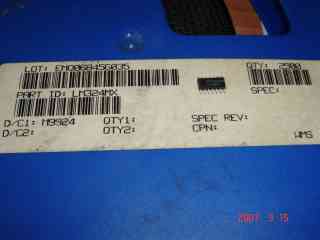 LOT: EM00684SG035 QTY: 2500
PART ID: LM324MX SPEC:
D/C1: M9924 QTY1: SPEC REV:
D/C2: QTY2: CPN: WMS
2007 3 15